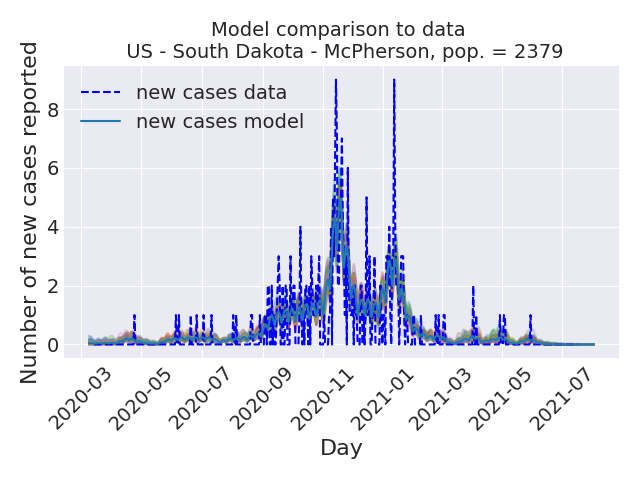 Model comparison to data
US - South Dakota - McPherson, pop. = 2379
Number of new cases reported
new cases data
new cases model
8
6
4
2
0
2020-03
2020-05
2020-07
2020-09
2020-11
2021-01
2021-03
2021-05
2021-07
Day